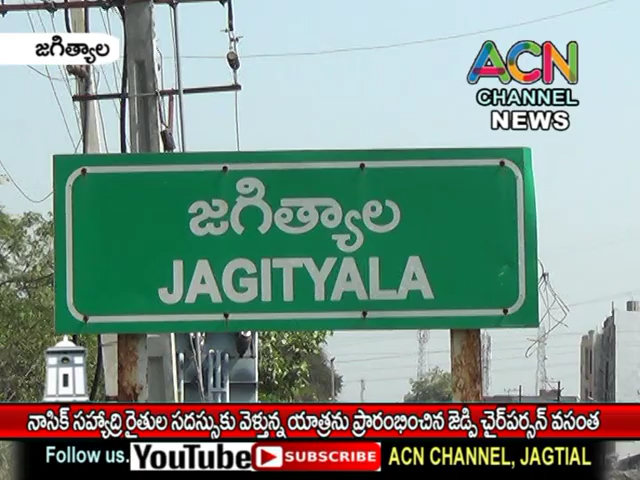 జగిత్యాల
ACN
CHANNEL
NEWS
జగిత్యాల
JAGITYALA
నాసిక్ సహ్యాద్రి రైతుల సదస్సుకు వెళ్తున్న యాత్రను ప్రారంభించిన జెడ్పి చైర్‌పర్సన్ వసంత
Follow us. YouTube SUBSCRIBE ACN CHANNEL, JAGTIAL